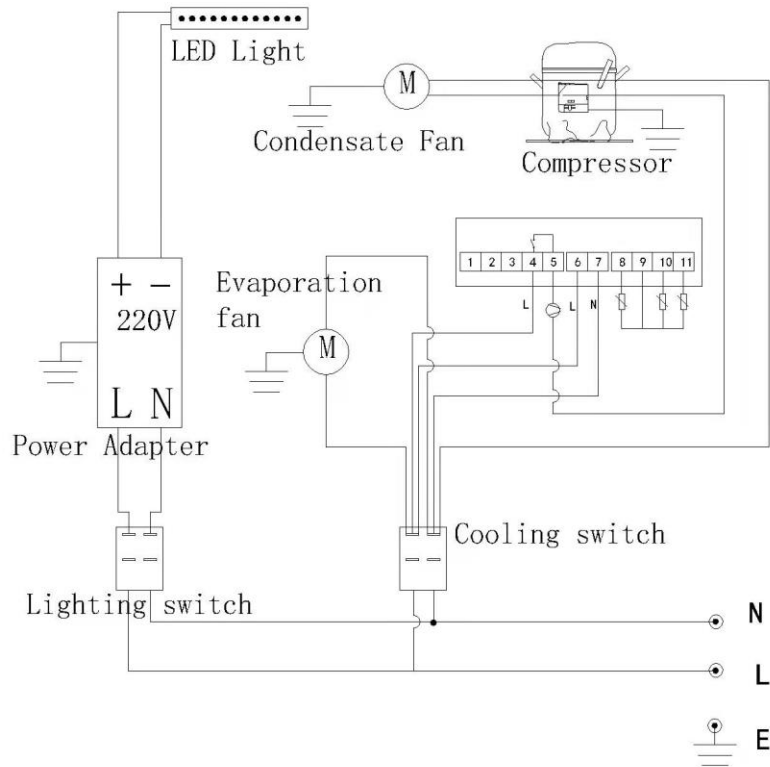 LED Light
M
Condensate Fan
Compressor
1 2 3 4 5 6 7 8 9 10 11
Evaporation
fan
+ −
220V
L
L
N
M
L N
Power Adapter
Cooling switch
Lighting switch
N
L
E